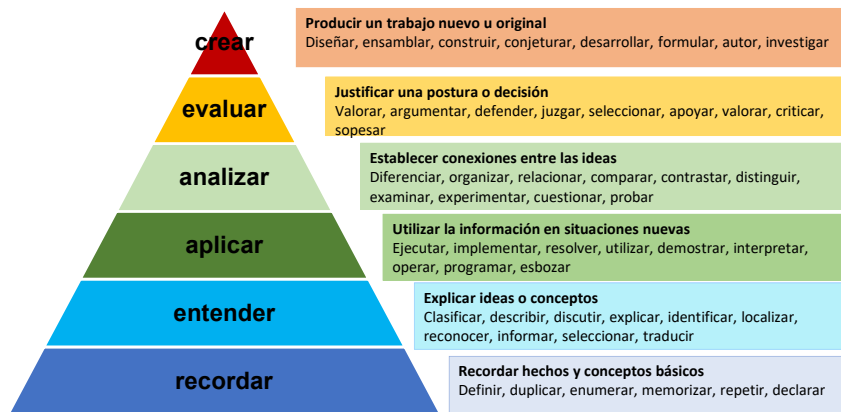 crear
Producir un trabajo nuevo u original
Diseñar, ensamblar, construir, conjeturar, desarrollar, formular, autor, investigar
evaluar
Justificar una postura o decisión
Valorar, argumentar, defender, juzgar, seleccionar, apoyar, valorar, criticar,
sopesar
analizar
Establecer conexiones entre las ideas
Diferenciar, organizar, relacionar, comparar, contrastar, distinguir,
examinar, experimentar, cuestionar, probar
aplicar
Utilizar la información en situaciones nuevas
Ejecutar, implementar, resolver, utilizar, demostrar, interpretar,
operar, programar, esbozar
entender
Explicar ideas o conceptos
Clasificar, describir, discutir, explicar, identificar, localizar,
reconocer, informar, seleccionar, traducir
recordar
Recordar hechos y conceptos básicos
Definir, duplicar, enumerar, memorizar, repetir, declarar